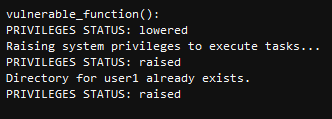 vulnerable_function():
PRIVILEGES STATUS: lowered
Raising system privileges to execute tasks...
PRIVILEGES STATUS: raised
Directory for user1 already exists.
PRIVILEGES STATUS: raised